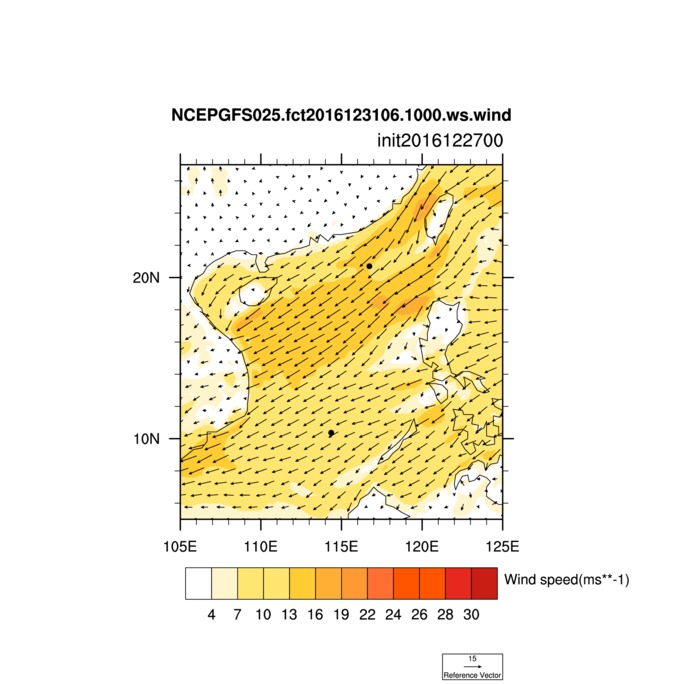 NCEPGFS025.fct2016123106.1000.ws.wind
init2016122700
20N
10N
105E 110E 115E 120E 125E
Wind speed(ms**-1)
4 7 10 13 16 19 22 24 26 28 30
15
Reference Vector